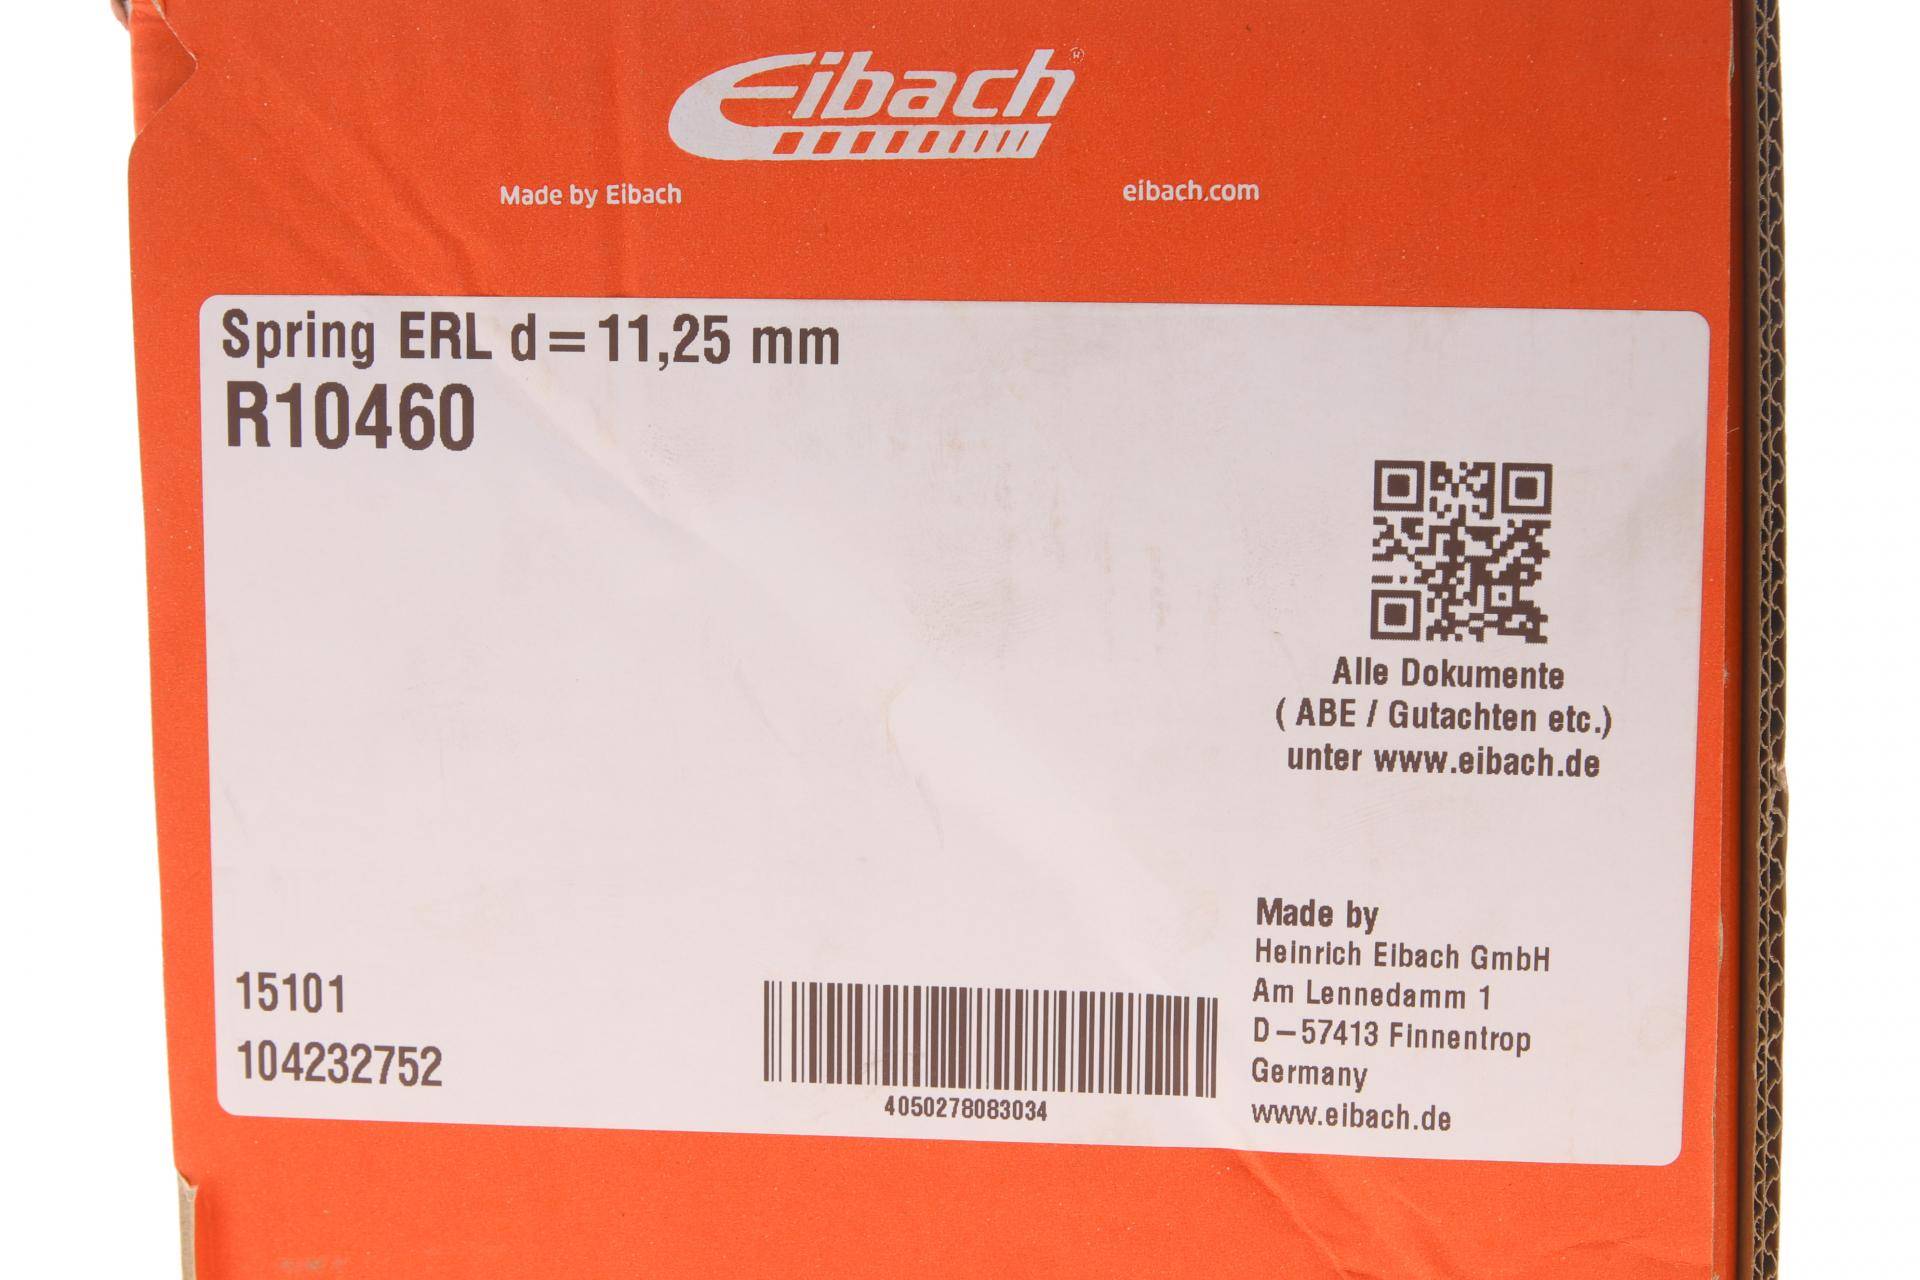 Eibach
Made by Eibach
eibach.com
Spring ERL d=11,25 mm
R10460
Alle Dokumente
( ABE / Gutachten etc.)
unter www.eibach.de
15101
104232752
4050278083034
Made by
Heinrich Eibach GmbH
Am Lennedamm 1
D-57413 Finnentrop
Germany
www.eibach.de